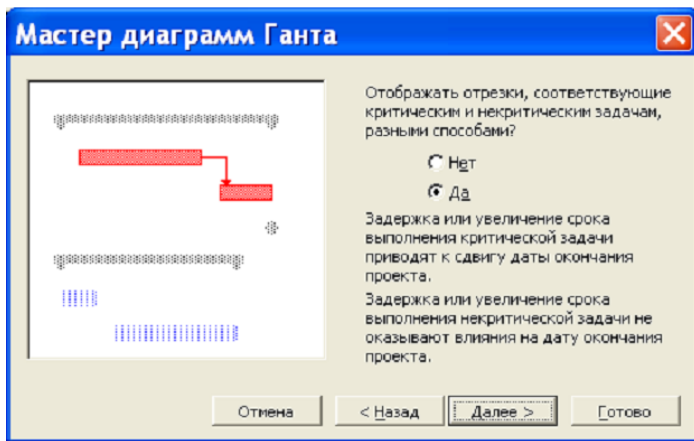 Мастер диаграмм Ганта
Отображать отрезки, соответствующие
критическим и некритическим задачам,
разными способами?
Нет
Да
Задержка или увеличение срока
выполнения критической задачи
приводят к сдвигу даты окончания
проекта.
Задержка или увеличение срока
выполнения некритической задачи не
оказывают влияния на дату окончания
проекта.
Отмена
< Назад
Далее >
Готово